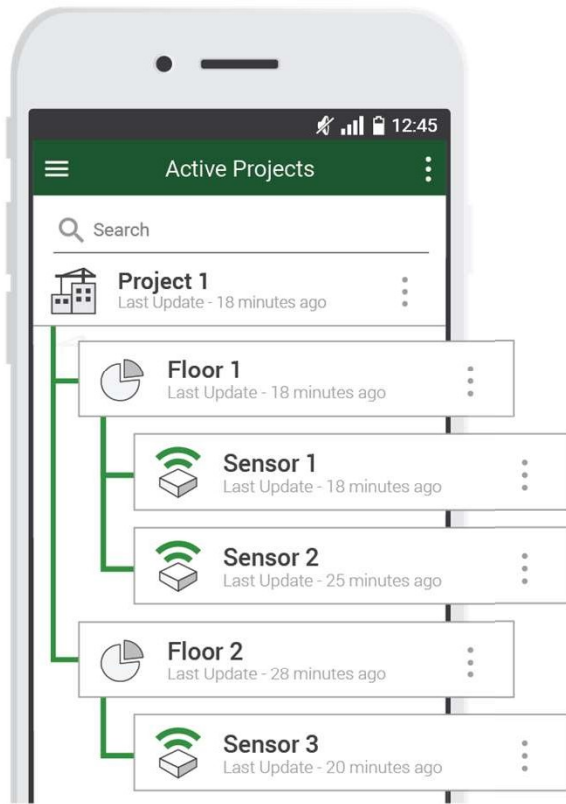 12:45
Active Projects
Search
Project 1
Last Update - 18 minutes ago
Floor 1
Last Update - 18 minutes ago
Sensor 1
Last Update - 18 minutes ago
Sensor 2
Last Update - 25 minutes ago
Floor 2
Last Update - 28 minutes ago
Sensor 3
Last Update - 20 minutes ago